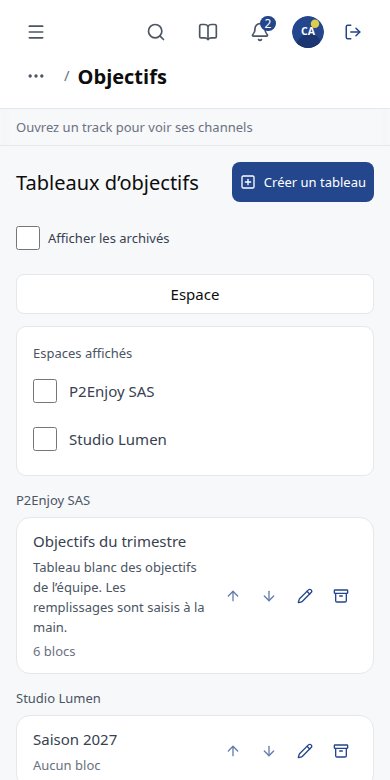 2
CA
/ Objectifs
Ouvrez un track pour voir ses channels
Tableaux d’objectifs
Créer un tableau
Afficher les archivés
Espace
Espaces affichés
P2Enjoy SAS
Studio Lumen
P2Enjoy SAS
Objectifs du trimestre
Tableau blanc des objectifs
de l’équipe. Les
remplissages sont saisis à la
main.
6 blocs
Studio Lumen
Saison 2027
Aucun bloc